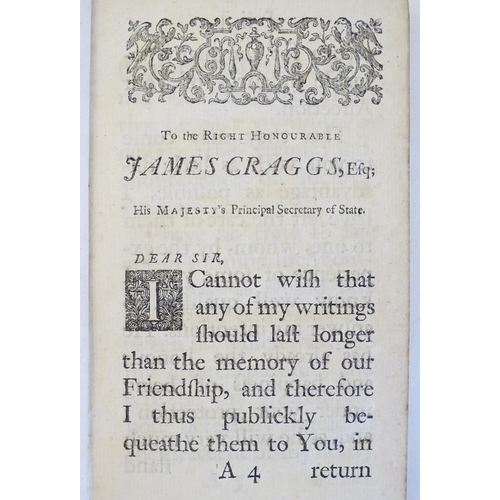 To the RIGHT HONOURABLE
JAMES CRAGGS, Eſq;
His MAJESTY'S Principal Secretary of State.
DEAR SIR,
I Cannot wiſh that
any of my writings
ſhould laſt longer
than the memory of our
Friendſhip, and therefore
I thus publickly be-
queathe them to You, in
A 4 return